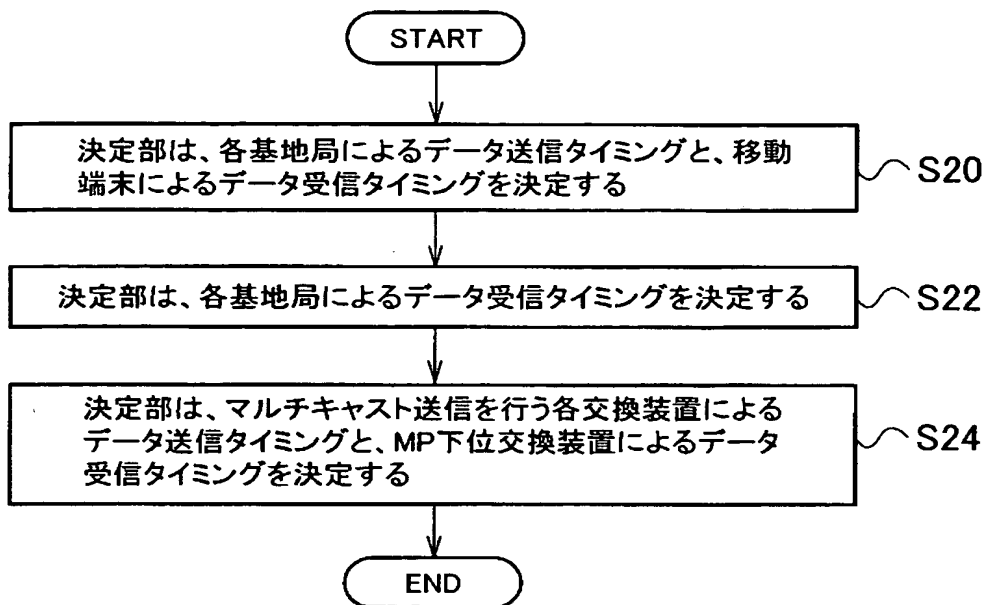 START
決定部は、各基地局によるデータ送信タイミングと、移動
端末によるデータ受信タイミングを決定する
S20
決定部は、各基地局によるデータ受信タイミングを決定する
S22
決定部は、マルチキャスト送信を行う各交換装置による
データ送信タイミングと、MP下位交換装置によるデータ
受信タイミングを決定する
S24
END